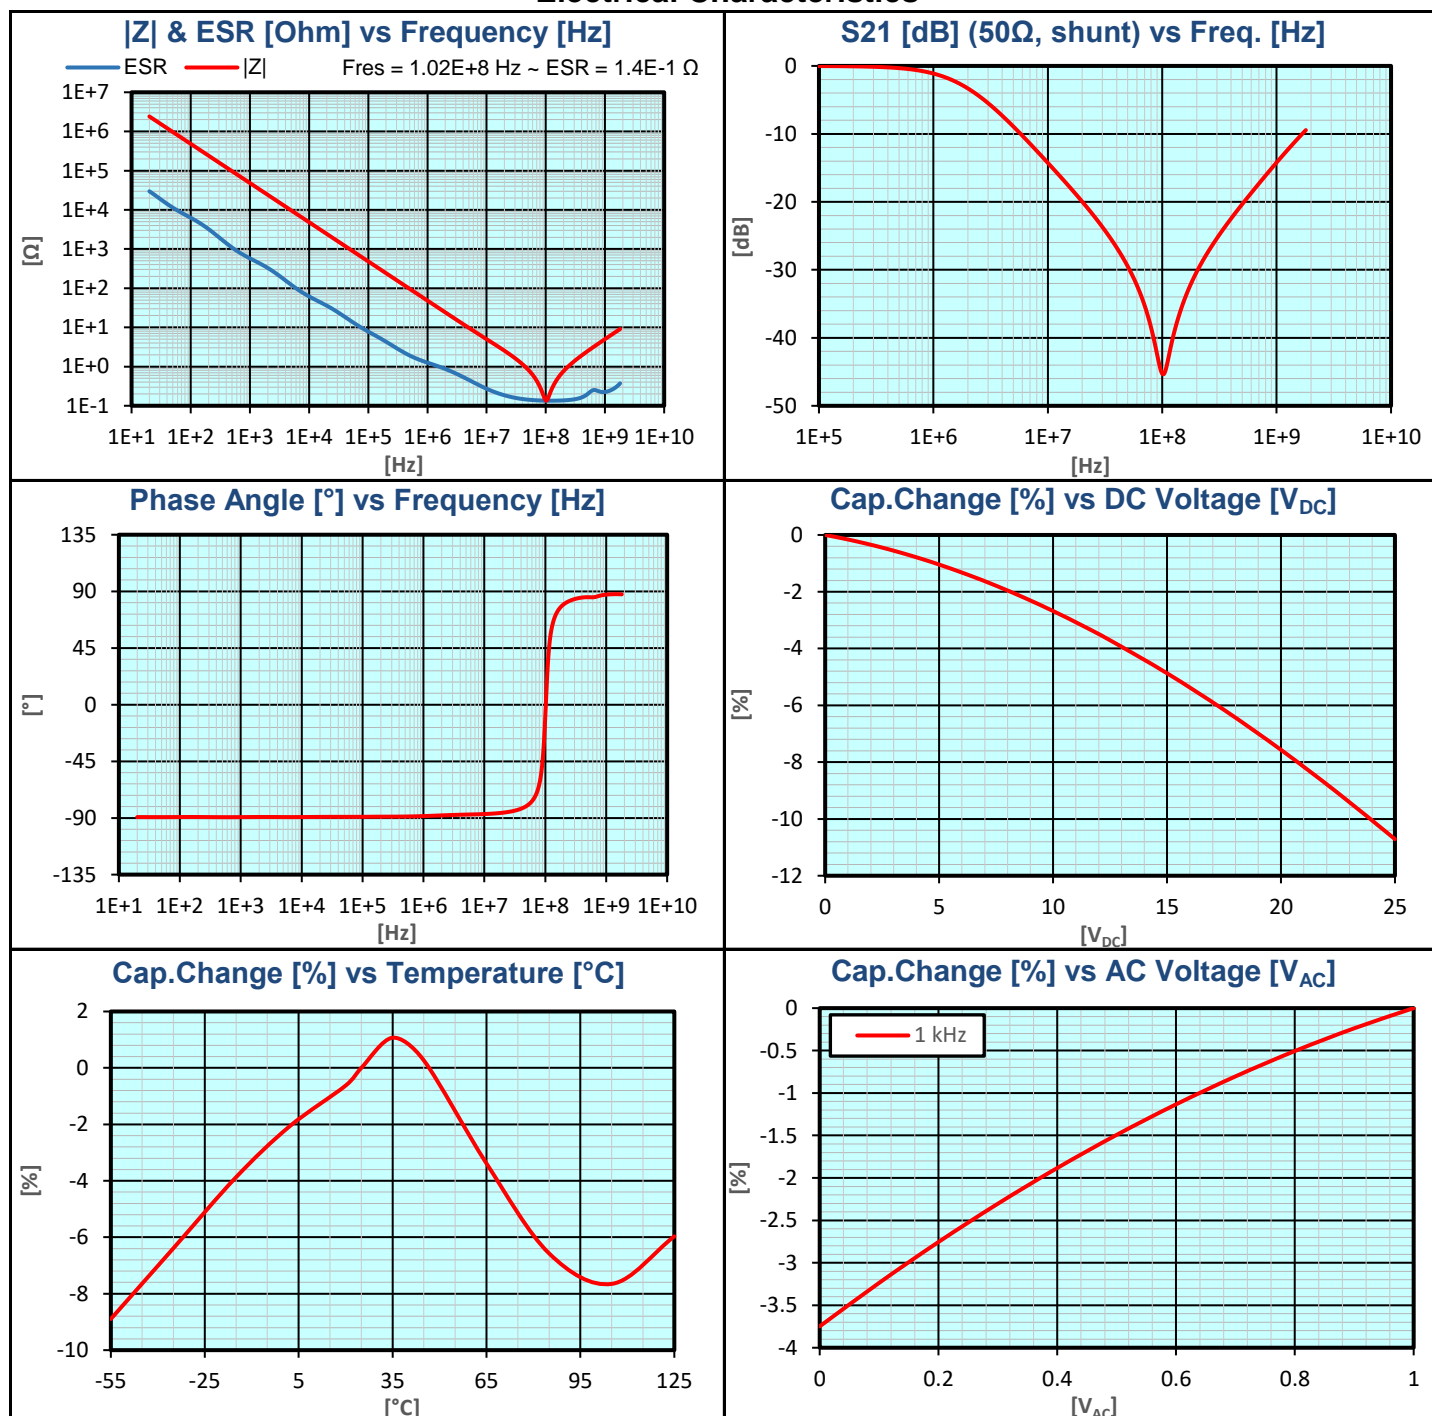 |Z| & ESR [Ohm] vs Frequency [Hz]
ESR |Z| Fres = 1.02E+8 Hz ~ ESR = 1.4E-1 Ω
1E+7
1E+6
1E+5
1E+4
1E+3
1E+2
1E+1
1E+0
1E-1
[Ω]
1E+1 1E+2 1E+3 1E+4 1E+5 1E+6 1E+7 1E+8 1E+9 1E+10
[Hz]
S21 [dB] (50Ω, shunt) vs Freq. [Hz]
0
-10
-20
-30
-40
-50
[dB]
1E+5 1E+6 1E+7 1E+8 1E+9 1E+10
[Hz]
Phase Angle [°] vs Frequency [Hz]
135
90
45
0
-45
-90
-135
[°]
1E+1 1E+2 1E+3 1E+4 1E+5 1E+6 1E+7 1E+8 1E+9 1E+10
[Hz]
Cap.Change [%] vs DC Voltage [VDC]
0
-2
-4
-6
-8
-10
-12
[%]
0 5 10 15 20 25
[VDC]
Cap.Change [%] vs Temperature [°C]
2
0
-2
-4
-6
-8
-10
[%]
-55 -25 5 35 65 95 125
[°C]
Cap.Change [%] vs AC Voltage [VAC]
1 kHz
0
-0.5
-1
-1.5
-2
-2.5
-3
-3.5
-4
[%]
0 0.2 0.4 0.6 0.8 1
[VAC]